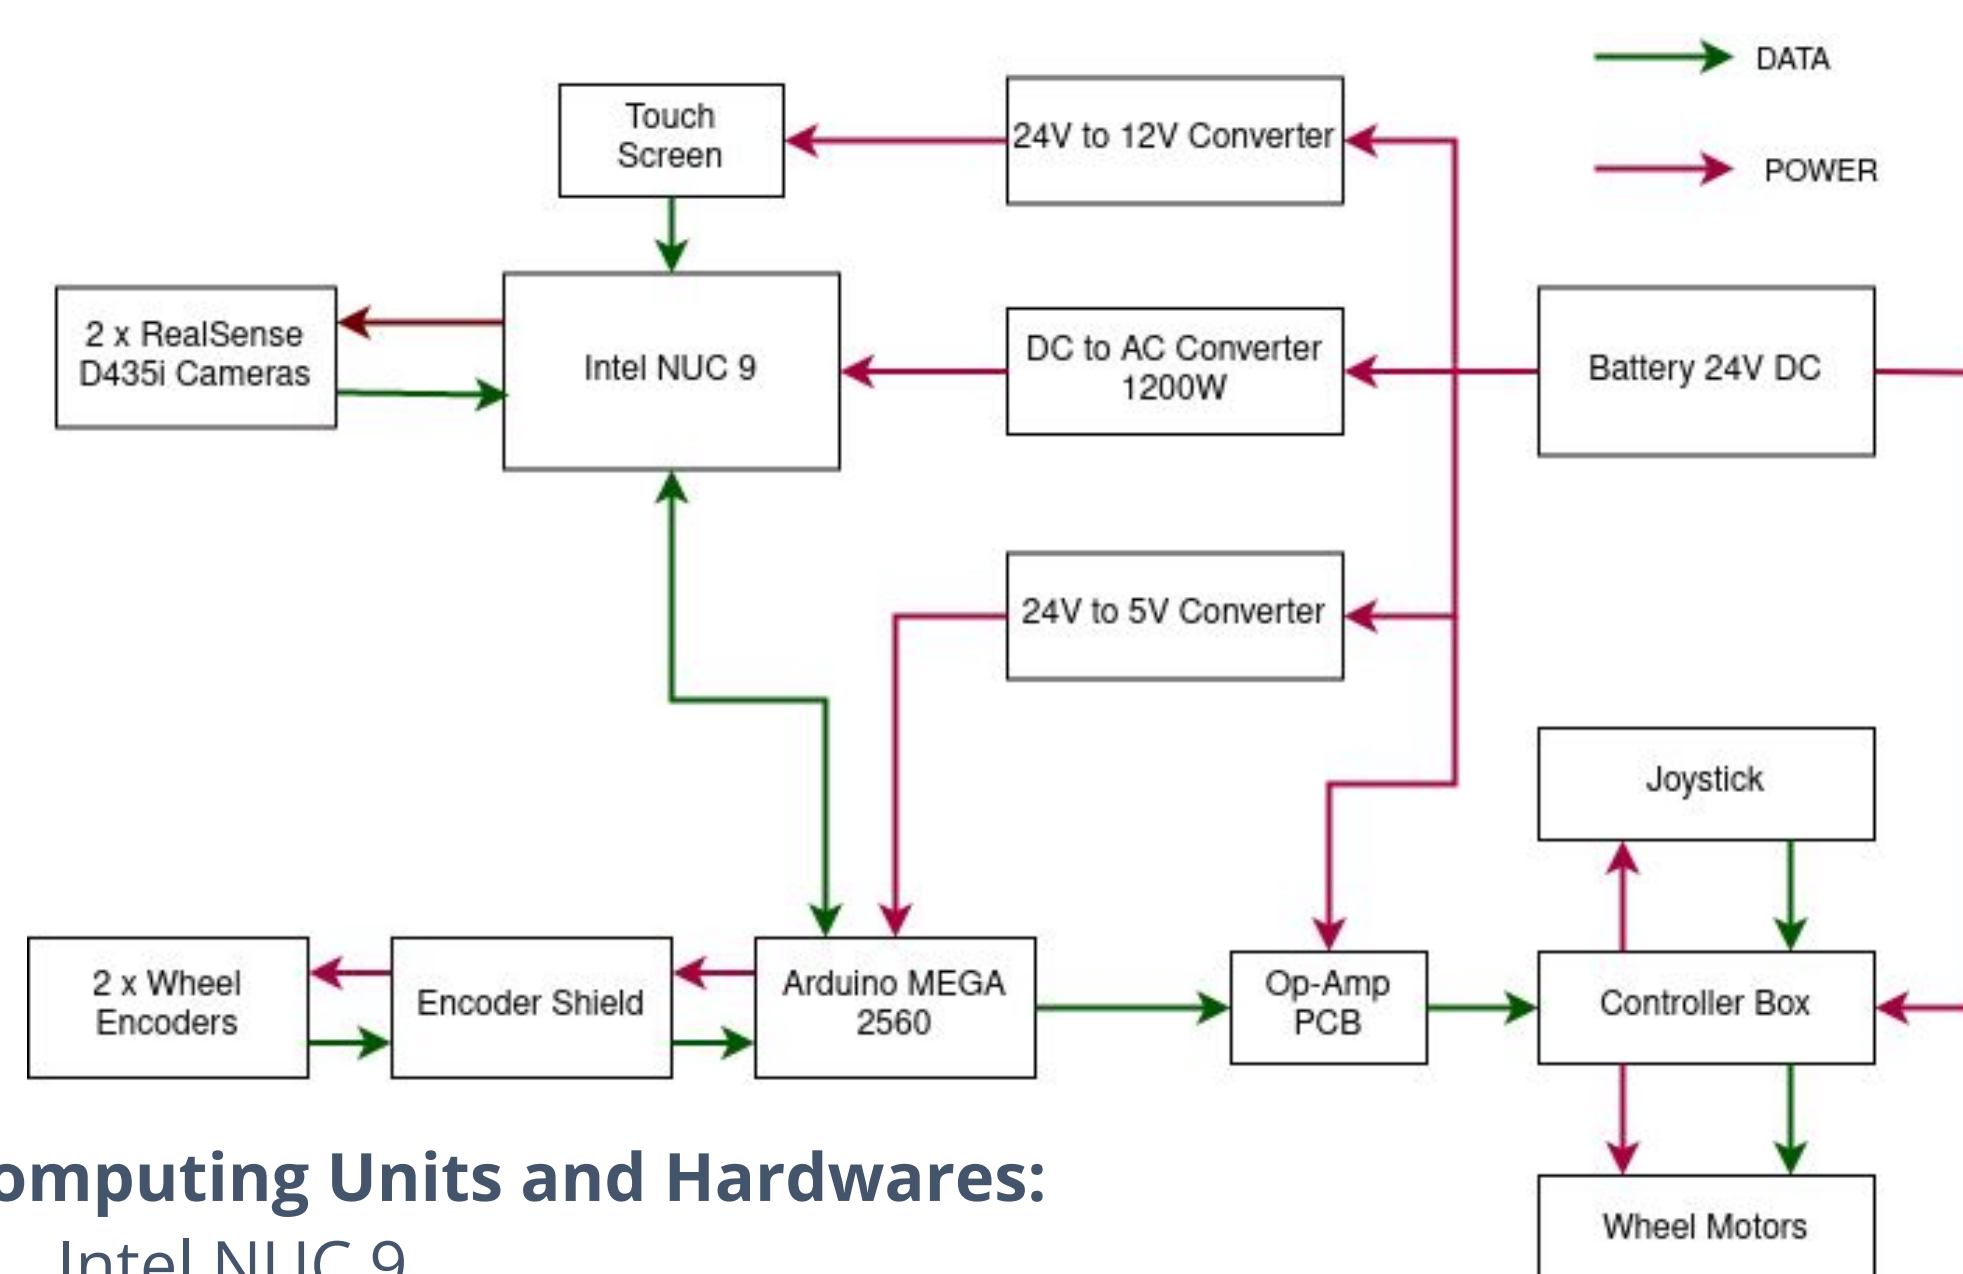 DATA
POWER
Touch
Screen
24V to 12V Converter
2 x RealSense
D435i Cameras
Intel NUC 9
DC to AC Converter
1200W
Battery 24V DC
24V to 5V Converter
Joystick
2 x Wheel
Encoders
Encoder Shield
Arduino MEGA
2560
Op-Amp
PCB
Controller Box
Wheel Motors
omputing Units and Hardwares:
Intel NUC 9